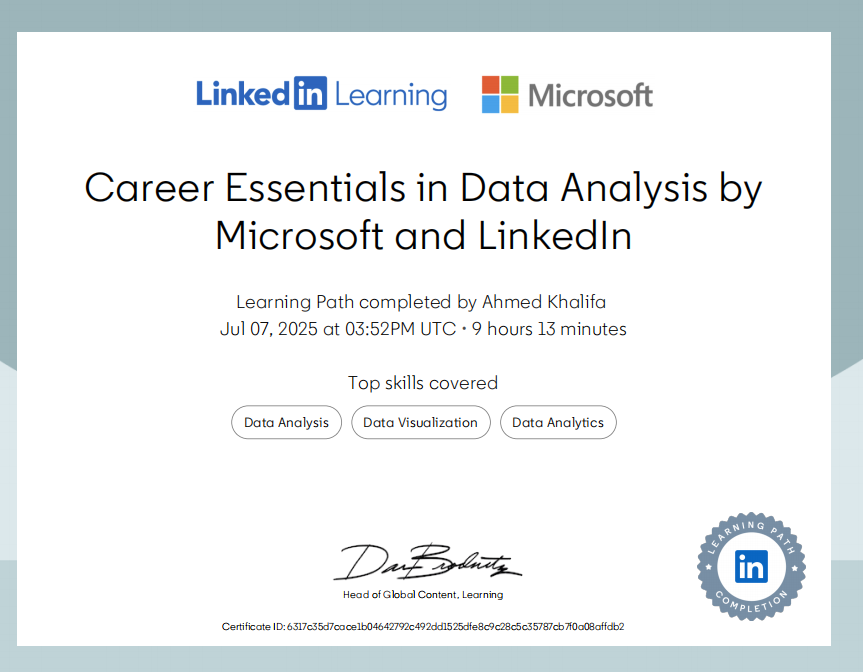 LinkedIn Learning Microsoft
Career Essentials in Data Analysis by
Microsoft and LinkedIn
Learning Path completed by Ahmed Khalifa
Jul 07, 2025 at 03:52PM UTC • 9 hours 13 minutes
Top skills covered
Data Analysis Data Visualization Data Analytics
Dan Brodnitz
Head of Global Content, Learning
LEARNING PATH
in
COMPLETION
Certificate ID: 6317c35d7cace1b04642792c492dd1525dfe8c9c28c5c35787cb7f0a08affdb2